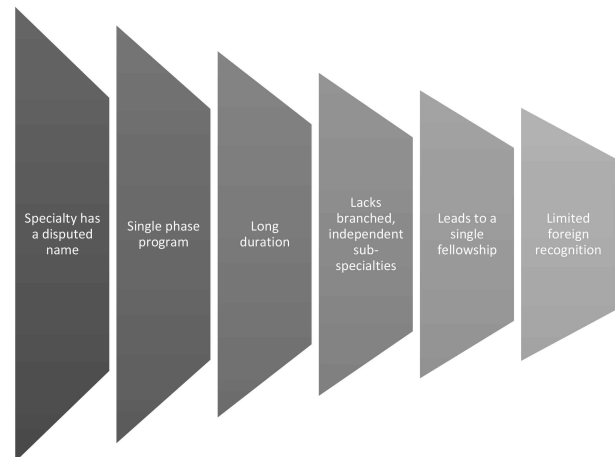 Specialty has
a disputed
name
Single phase
program
Long
duration
Lacks
branched,
independent
sub-
specialties
Leads to a
single
fellowship
Limited
foreign
recognition